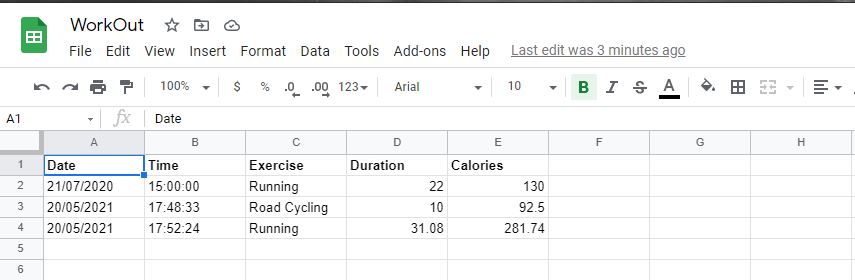 WorkOut
File Edit View Insert Format Data Tools Add-ons Help Last edit was 3 minutes ago
100% $ % .0 .00 123 Arial 10 B I S A
A1 fx Date
A B C D E F G H
1 Date Time Exercise Duration Calories
2 21/07/2020 15:00:00 Running 22 130
3 20/05/2021 17:48:33 Road Cycling 10 92.5
4 20/05/2021 17:52:24 Running 31.08 281.74
5
6